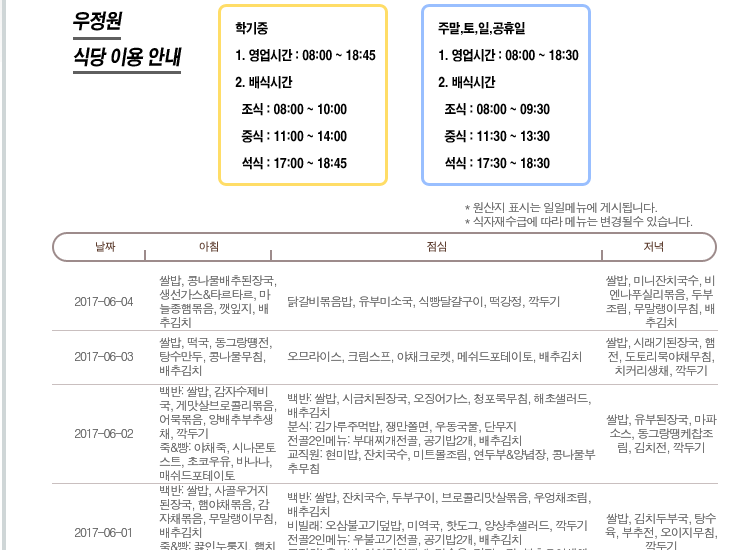 우정원
식당 이용 안내
학기중
1. 영업시간 : 08:00 ~ 18:45
2. 배식시간
조식 : 08:00 ~ 10:00
중식 : 11:00 ~ 14:00
석식 : 17:00 ~ 18:45
주말,토,일,공휴일
1. 영업시간 : 08:00 ~ 18:30
2. 배식시간
조식 : 08:00 ~ 09:30
중식 : 11:30 ~ 13:30
석식 : 17:30 ~ 18:30
* 원산지 표시는 일일메뉴에 게시됩니다.
* 식자재수급에 따라 메뉴는 변경될수 있습니다.
날짜 아침 점심 저녁
2017-06-04
쌀밥, 콩나물배추된장국,
생선가스&타르타르, 마
늘종햄볶음, 깻잎지, 배
추김치
닭갈비볶음밥, 유부미소국, 식빵달걀구이, 떡강정, 깍두기
쌀밥, 미니잔치국수, 비
엔나푸실리볶음, 두부
조림, 무말랭이무침, 배
추김치
2017-06-03
쌀밥, 떡국, 동그랑땡전,
탕수만두, 콩나물무침,
배추김치
오므라이스, 크림스프, 야채크로켓, 메쉬드포테이토, 배추김치
쌀밥, 시래기된장국, 햄
전, 도토리묵야채무침,
치커리생채, 깍두기
2017-06-02
백반: 쌀밥, 감자수제비
국, 게맛살브로콜리볶음,
어묵볶음, 양배추부추생
채, 깍두기
죽&빵: 야채죽, 시나몬토
스트, 초코우유, 바나나,
매쉬드포테이토
백반: 쌀밥, 시금치된장국, 오징어가스, 청포묵무침, 해초샐러드,
배추김치
분식: 김가루주먹밥, 쟁반쫄면, 우동국물, 단무지
전골2인메뉴: 부대찌개전골, 공기밥2개, 배추김치
교직원: 현미밥, 잔치국수, 미트볼조림, 연두부&양념장, 콩나물부
추무침
쌀밥, 유부된장국, 마파
소스, 동그랑땡케찹조
림, 김치전, 깍두기
2017-06-01
백반: 쌀밥, 사골우거지
된장국, 햄야채볶음, 감
자채볶음, 무말랭이무침,
배추김치
죽&빵: 끓인누룽지, 햄치
백반: 쌀밥, 잔치국수, 두부구이, 브로콜리맛살볶음, 우엉채조림,
배추김치
비빌래: 오삼불고기덮밥, 미역국, 핫도그, 양상추샐러드, 깍두기
전골2인메뉴: 우불고기전골, 공기밥2개, 배추김치
쌀밥, 김치두부국, 탕수
육, 부추전, 오이지무침,
깍두기